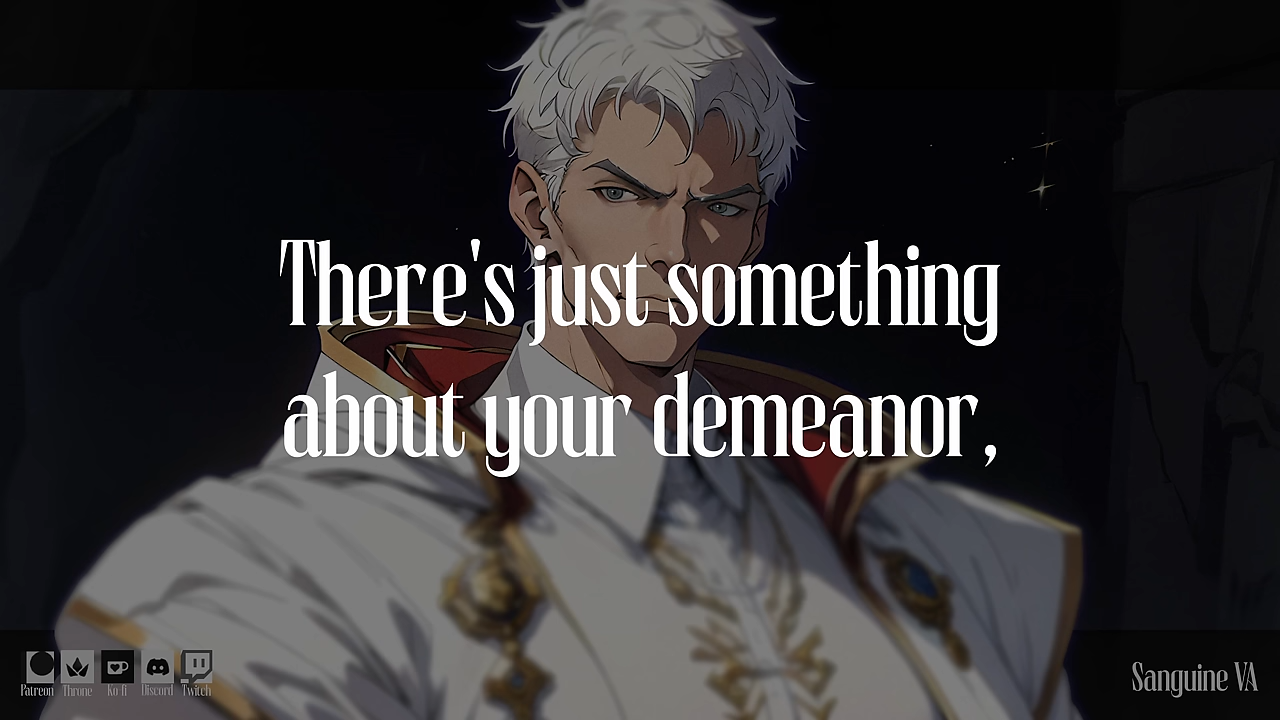 There's just something
about your demeanor,
Patreon Throne Ko fi Discord Twitch
Sanguine VA